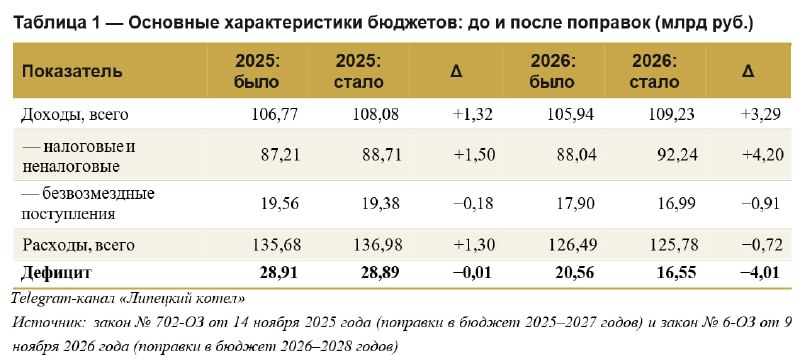 Таблица 1 — Основные характеристики бюджетов: до и после поправок (млрд руб.)
Показатель 2025: было 2025: стало Δ 2026: было 2026: стало Δ
Доходы, всего 106,77 108,08 +1,32 105,94 109,23 +3,29
— налоговые и неналоговые 87,21 88,71 +1,50 88,04 92,24 +4,20
— безвозмездные поступления 19,56 19,38 −0,18 17,90 16,99 −0,91
Расходы, всего 135,68 136,98 +1,30 126,49 125,78 −0,72
Дефицит 28,91 28,89 −0,01 20,56 16,55 −4,01
Telegram-канал «Липецкий котел»
Источник: закон № 702-ОЗ от 14 ноября 2025 года (поправки в бюджет 2025–2027 годов) и закон № 6-ОЗ от 9
ноября 2026 года (поправки в бюджет 2026–2028 годов)